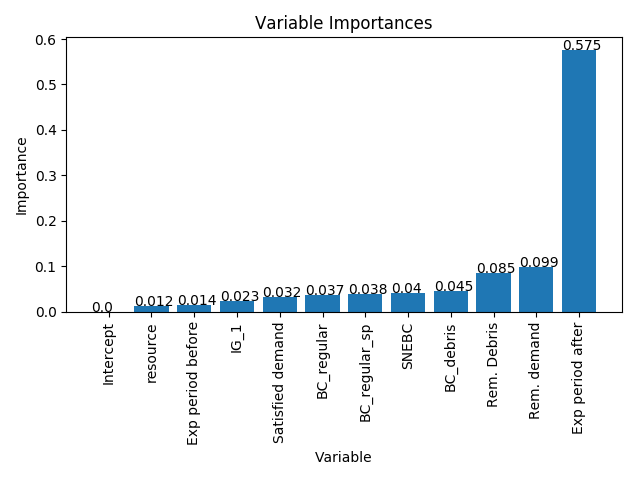 Variable Importances
Importance
0.6
0.5
0.4
0.3
0.2
0.1
0.0
0.0
0.012
0.014
0.023
0.032
0.037
0.038
0.04
0.045
0.085
0.099
0.575
Intercept
resource
Exp period before
IG_1
Satisfied demand
BC_regular
BC_regular_sp
SNEBC
BC_debris
Rem. Debris
Rem. demand
Exp period after
Variable